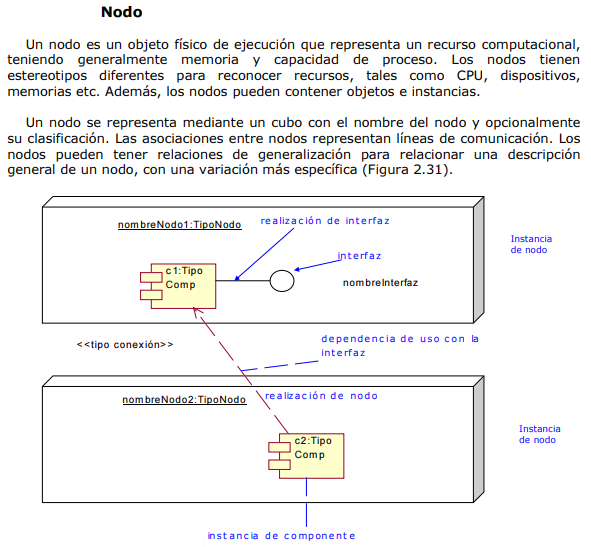 Nodo
Un nodo es un objeto físico de ejecución que representa un recurso computacional,
teniendo generalmente memoria y capacidad de proceso. Los nodos tienen
estereotipos diferentes para reconocer recursos, tales como CPU, dispositivos,
memorias etc. Además, los nodos pueden contener objetos e instancias.
Un nodo se representa mediante un cubo con el nombre del nodo y opcionalmente
su clasificación. Las asociaciones entre nodos representan líneas de comunicación. Los
nodos pueden tener relaciones de generalización para relacionar una descripción
general de un nodo, con una variación más específica (Figura 2.31).
nombreNodo1:TipoNodo
realización de interfaz
Instancia
de nodo
interfaz
c1:Tipo
Comp
nombreInterfaz
<<tipo conexión>>
dependencia de uso con la
interfaz
nombreNodo2:TipoNodo
realización de nodo
Instancia
de nodo
c2:Tipo
Comp
instancia de componente